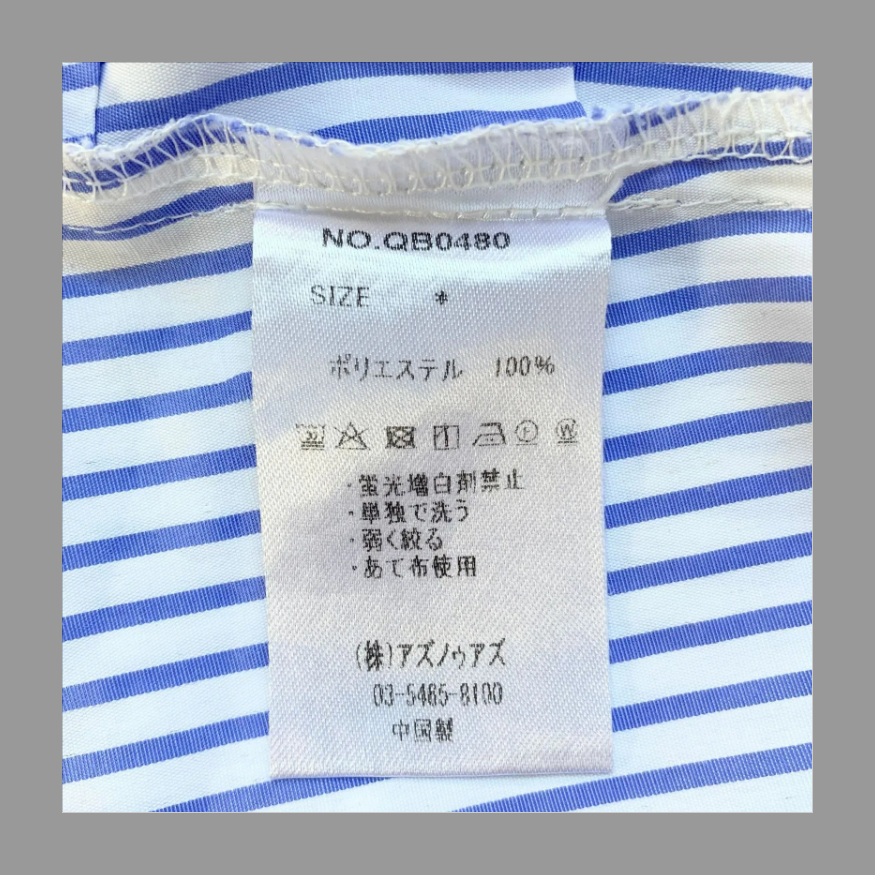 NO.QB0480
SIZE *
ポリエステル 100%
・蛍光増白剤禁止
・単独で洗う
・弱く絞る
・あて布使用
(株)アズノゥアズ
03-5465-8100
中国製